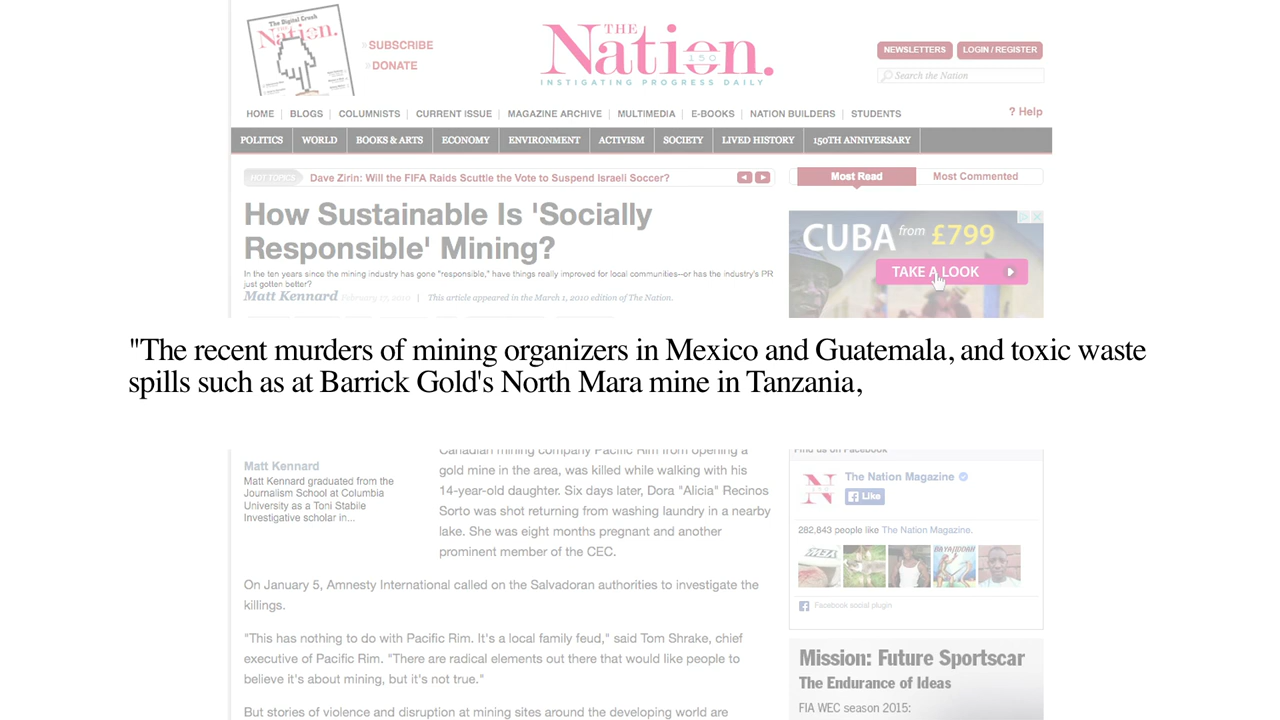 The Digital Crush
THE
Nation.
SUBSCRIBE
DONATE
THE
Nation.
150
INSTIGATING PROGRESS DAILY
NEWSLETTERS
LOGIN / REGISTER
Search the Nation
HOME | BLOGS | COLUMNISTS | CURRENT ISSUE | MAGAZINE ARCHIVE | MULTIMEDIA | E-BOOKS | NATION BUILDERS | STUDENTS
? Help
POLITICS WORLD BOOKS & ARTS ECONOMY ENVIRONMENT ACTIVISM SOCIETY LIVED HISTORY 150TH ANNIVERSARY
HOT TOPICS Dave Zirin: Will the FIFA Raids Scuttle the Vote to Suspend Israeli Soccer?
Most Read
Most Commented
How Sustainable Is 'Socially
Responsible' Mining?
In the ten years since the mining industry has gone "responsible," have things really improved for local communities--or has the industry's PR
just gotten better?
Matt Kennard February 17, 2010 | This article appeared in the March 1, 2010 edition of The Nation.
CUBA from £799
TAKE A LOOK
"The recent murders of mining organizers in Mexico and Guatemala, and toxic waste
spills such as at Barrick Gold's North Mara mine in Tanzania,
Matt Kennard
Matt Kennard graduated from the
Journalism School at Columbia
University as a Toni Stabile
Investigative scholar in...
Canadian mining company Pacific Rim from opening a
gold mine in the area, was killed while walking with his
14-year-old daughter. Six days later, Dora "Alicia" Recinos
Sorto was shot returning from washing laundry in a nearby
lake. She was eight months pregnant and another
prominent member of the CEC.
On January 5, Amnesty International called on the Salvadoran authorities to investigate the
killings.
"This has nothing to do with Pacific Rim. It's a local family feud," said Tom Shrake, chief
executive of Pacific Rim. "There are radical elements out there that would like people to
believe it's about mining, but it's not true."
But stories of violence and disruption at mining sites around the developing world are
Find us on Facebook
The Nation Magazine
Like
282,843 people like The Nation Magazine.
Facebook social plugin
Mission: Future Sportscar
The Endurance of Ideas
FIA WEC season 2015: